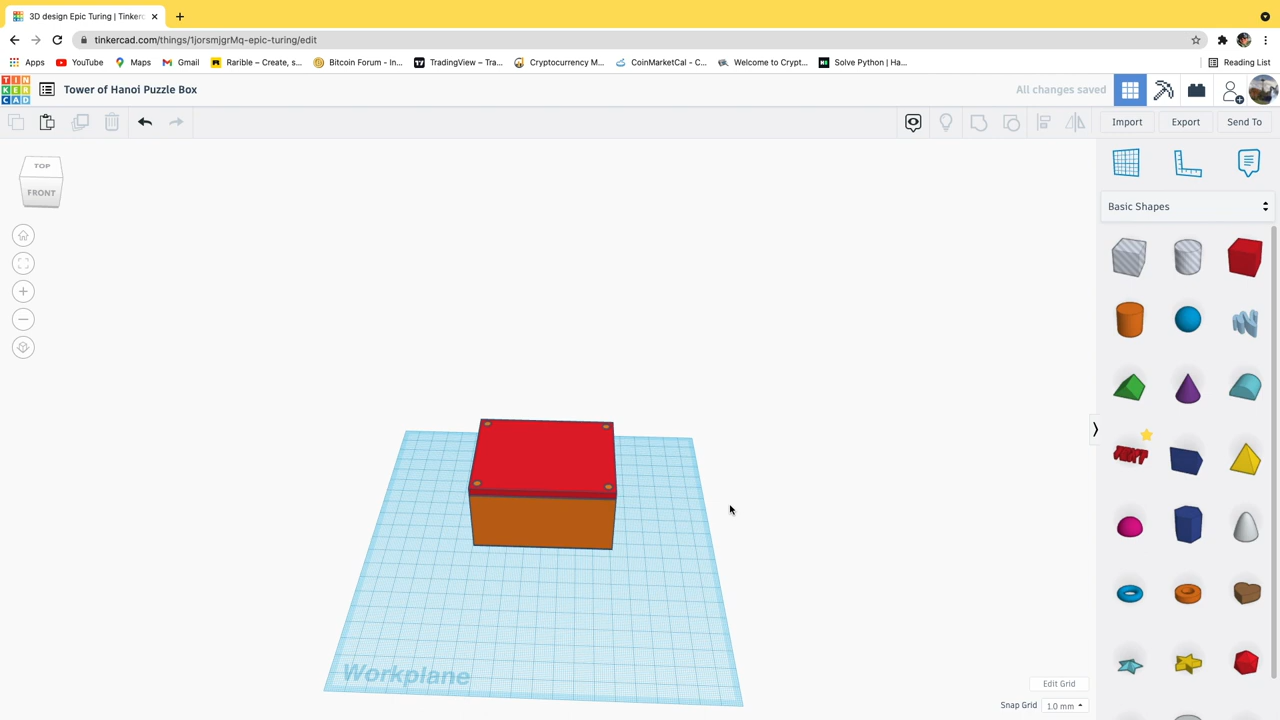 3D design Epic Turing | Tinkerc
tinkercad.com/things/1jorsmjgrMq-epic-turing/edit
Apps YouTube Maps Gmail Rarible – Create, s... Bitcoin Forum - In... TradingView – Tra... Cryptocurrency M... CoinMarketCal - C... Welcome to Crypt... Solve Python | Ha... Reading List
TIN
KER
CAD
Tower of Hanoi Puzzle Box
All changes saved
Import Export Send To
TOP
FRONT
Basic Shapes
TEXT
Workplane
Edit Grid
Snap Grid 1.0 mm